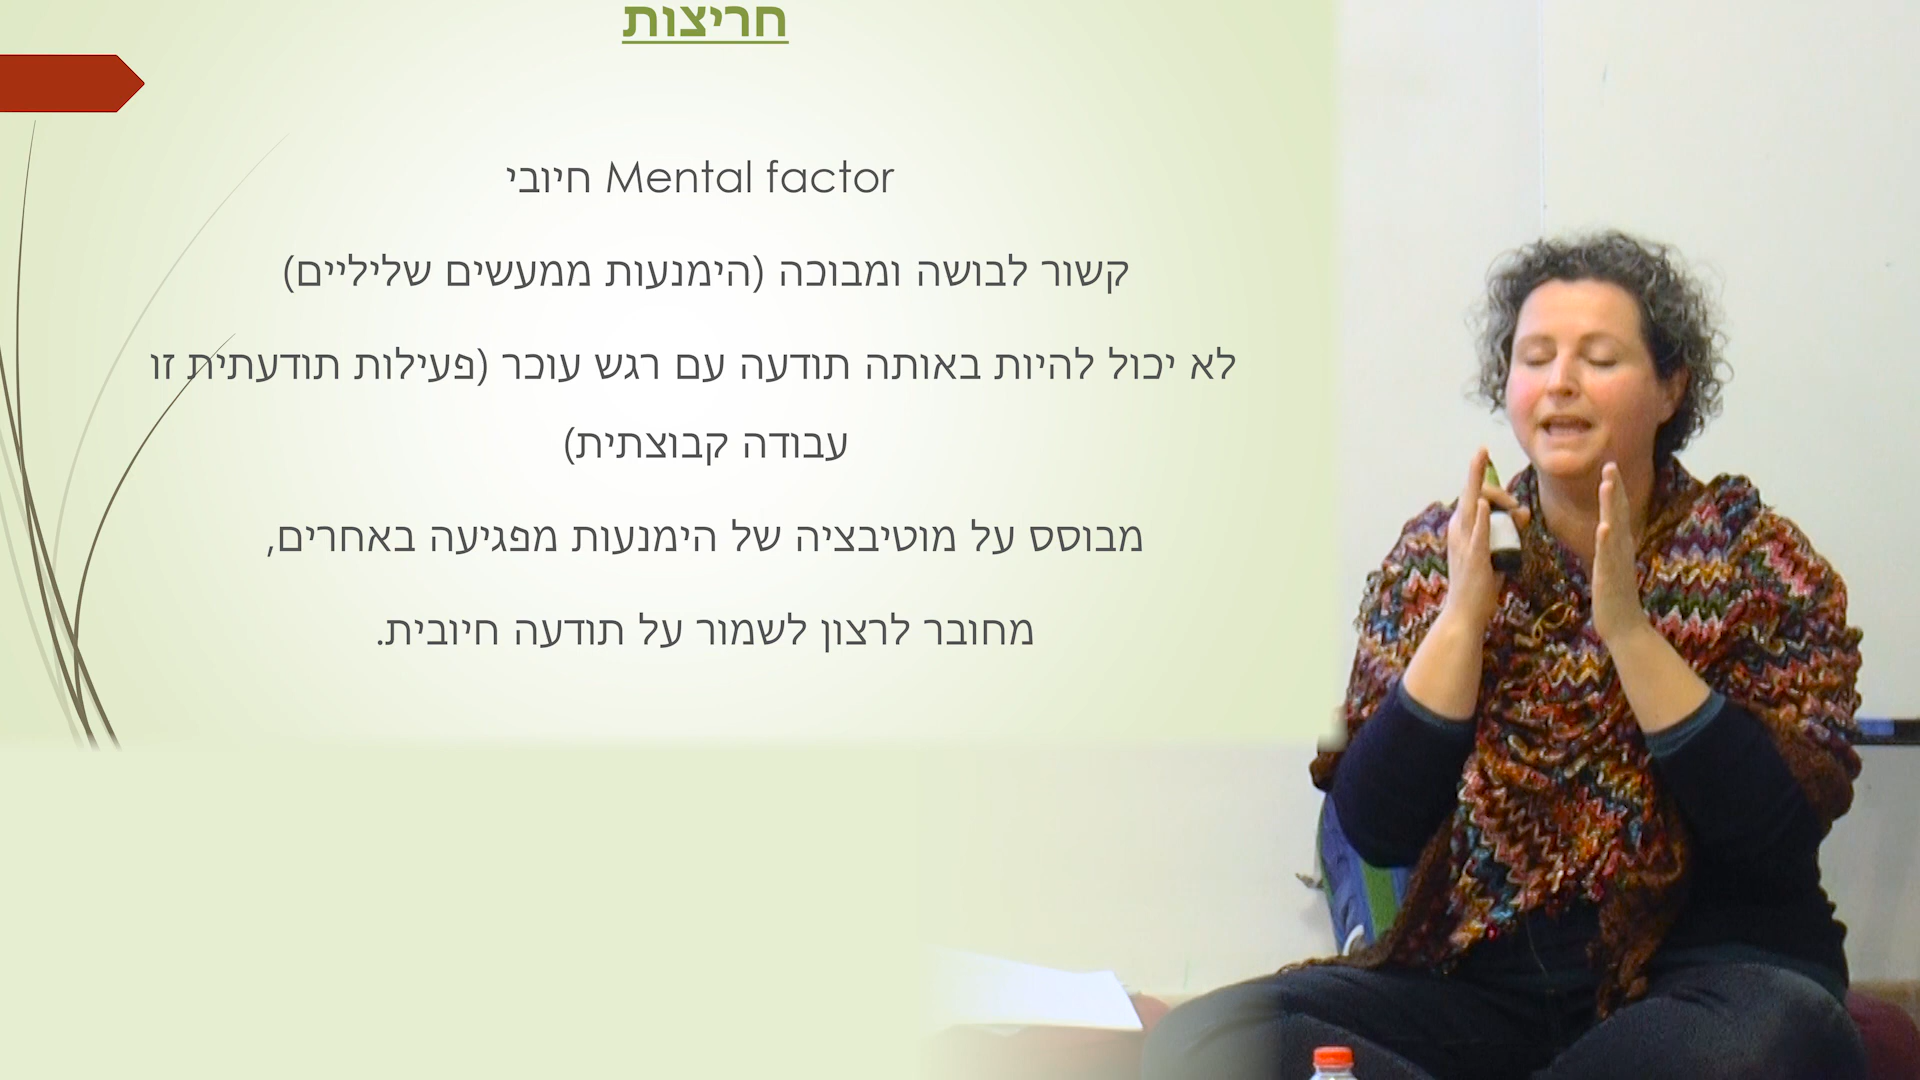 חריצות
Mental factor חיובי
קשור לבושה ומבוכה (הימנעות ממעשים שליליים)
לא יכול להיות באותה תודעה עם רגש עוכר (פעילות תודעתית זו
עבודה קבוצתית)
מבוסס על מוטיבציה של הימנעות מפגיעה באחרים,
מחובר לרצון לשמור על תודעה חיובית.